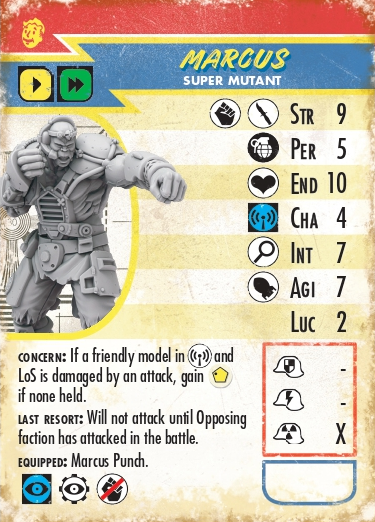 MARCUS
SUPER MUTANT
STR 9
PER 5
END 10
CHA 4
INT 7
AGI 7
LUC 2
CONCERN: If a friendly model in and
LoS is damaged by an attack, gain
if none held.
LAST RESORT: Will not attack until Opposing
faction has attacked in the battle.
EQUIPPED: Marcus Punch.
-
-
X